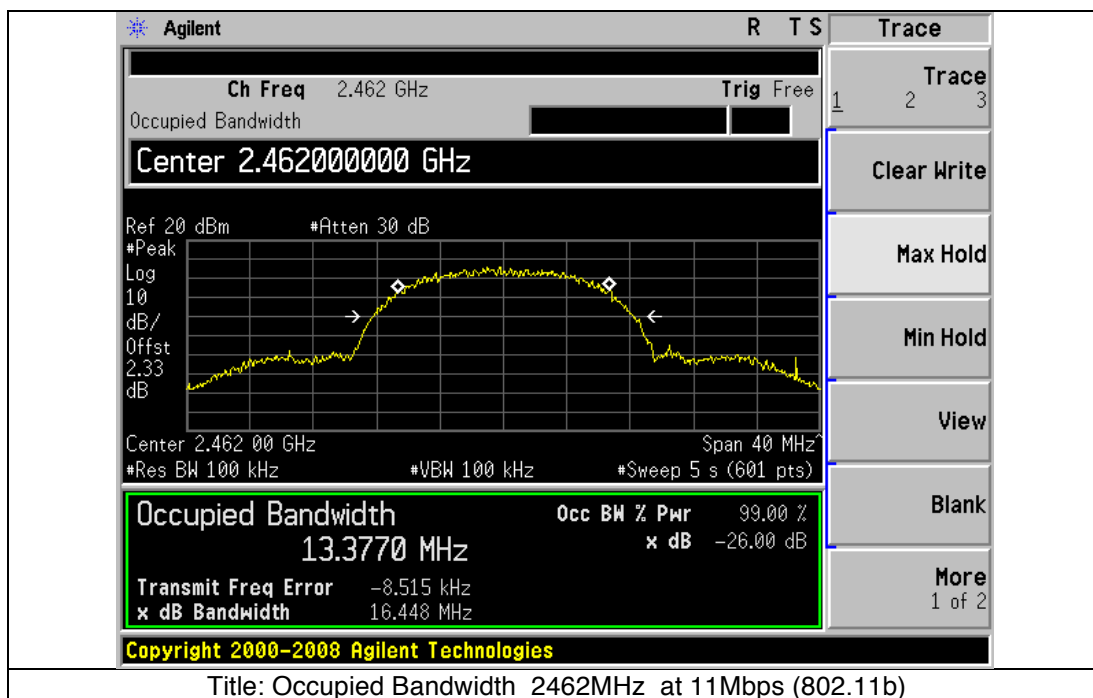 Agilent R T S
Trace
Ch Freq 2.462 GHz Trig Free
Occupied Bandwidth
Center 2.462000000 GHz
Ref 20 dBm #Atten 30 dB
#Peak
Log
10
dB/
Offst
2.33
dB
Center 2.462 00 GHz Span 40 MHz^
#Res BW 100 kHz #VBW 100 kHz #Sweep 5 s (601 pts)
Occupied Bandwidth Occ BW % Pwr 99.00 %
13.3770 MHz x dB -26.00 dB
Transmit Freq Error -8.515 kHz
x dB Bandwidth 16.448 MHz
Copyright 2000-2008 Agilent Technologies
Trace
1 2 3
Clear Write
Max Hold
Min Hold
View
Blank
More
1 of 2
Title: Occupied Bandwidth 2462MHz at 11Mbps (802.11b)